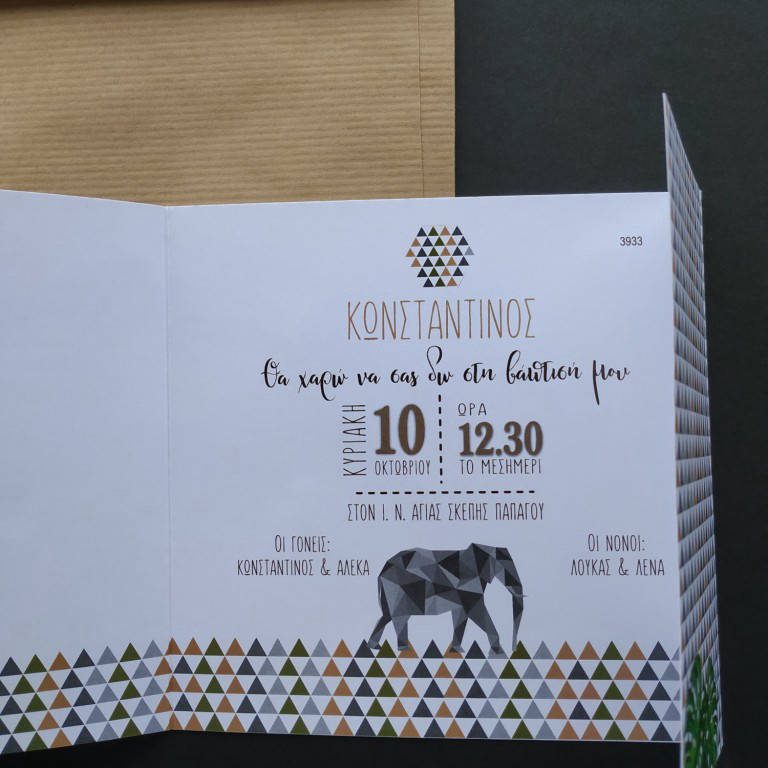 3933
ΚΩΝΣΤΑΝΤΙΝΟΣ
Θα χαρώ να σας δω στη βάπτισή μου
ΚΥΡΙΑΚΗ
10
ΟΚΤΩΒΡΙΟΥ
ΩΡΑ
12.30
ΤΟ ΜΕΣΗΜΕΡΙ
ΣΤΟΝ Ι. Ν. ΑΓΙΑΣ ΣΚΕΠΗΣ ΠΑΠΑΓΟΥ
ΟΙ ΓΟΝΕΙΣ:
ΚΩΝΣΤΑΝΤΙΝΟΣ & ΑΛΕΚΑ
ΟΙ ΝΟΝΟΙ:
ΛΟΥΚΑΣ & ΛΕΝΑ